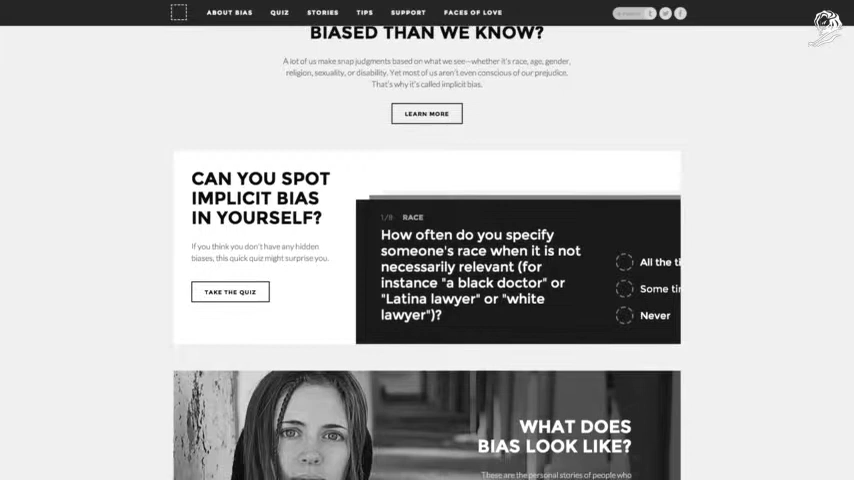 ABOUT BIAS QUIZ STORIES TIPS SUPPORT FACES OF LOVE
BIASED THAN WE KNOW?
A lot of us make snap judgments based on what we see—whether it's race, age, gender,
religion, sexuality, or disability. Yet most of us aren't even conscious of our prejudice.
That's why it's called implicit bias.
LEARN MORE
CAN YOU SPOT
IMPLICIT BIAS
IN YOURSELF?
If you think you don't have any hidden
biases, this quick quiz might surprise you.
TAKE THE QUIZ
1/8 RACE
How often do you specify
someone's race when it is not
necessarily relevant (for
instance "a black doctor" or
"Latina lawyer" or "white
lawyer")?
All the ti
Some tir
Never
WHAT DOES
BIAS LOOK LIKE?
These are the personal stories of people who